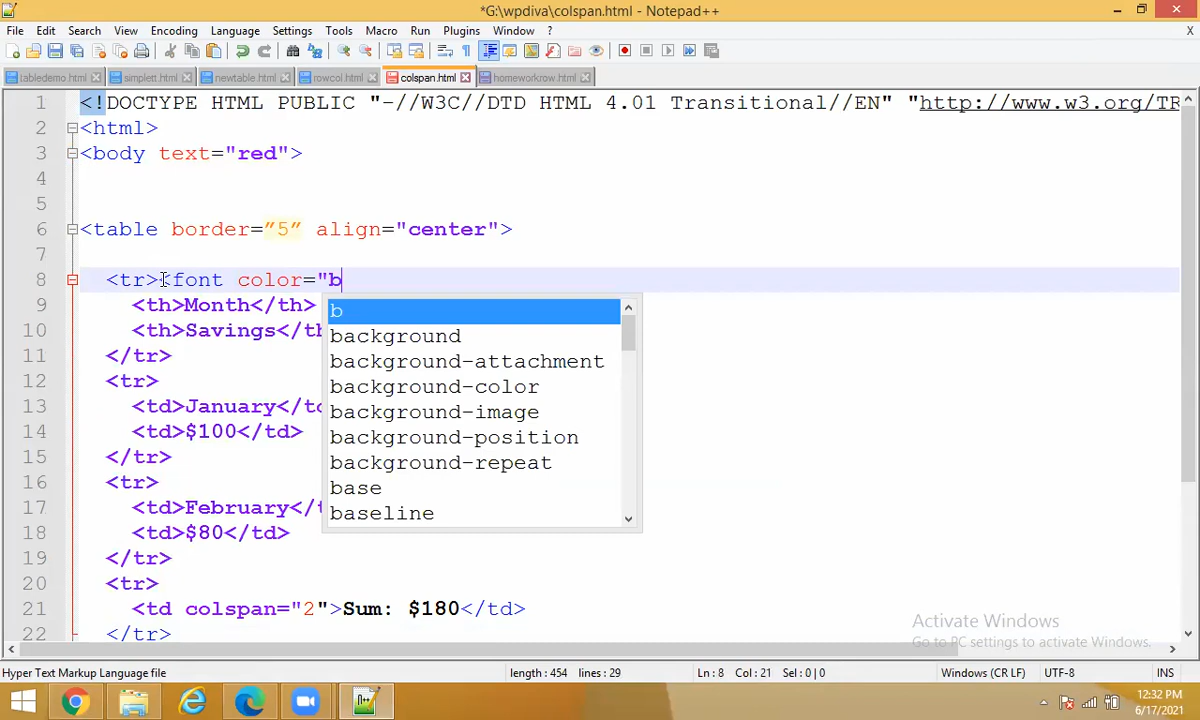 *G:\wpdiva\colspan.html - Notepad++
File Edit Search View Encoding Language Settings Tools Macro Run Plugins Window ? X
tabledemo.html simplett.html newtable.html rowcol.html colspan.html homeworkrow.html
1 <!DOCTYPE HTML PUBLIC "-//W3C//DTD HTML 4.01 Transitional//EN" "http://www.w3.org/TR
2 <html>
3 <body text="red">
4
5
6 <table border=”5” align="center">
7
8 <tr><font color="b
9 <th>Month</th>
10 <th>Savings</th
11 </tr>
12 <tr>
13 <td>January</td
14 <td>$100</td>
15 </tr>
16 <tr>
17 <td>February</t
18 <td>$80</td>
19 </tr>
20 <tr>
21 <td colspan="2">Sum: $180</td>
22 </tr>
b
background
background-attachment
background-color
background-image
background-position
background-repeat
base
baseline
Activate Windows
Go to PC settings to activate Windows.
Hyper Text Markup Language file length : 454 lines : 29 Ln : 8 Col : 21 Sel : 0 | 0 Windows (CR LF) UTF-8 INS
12:32 PM
6/17/2021